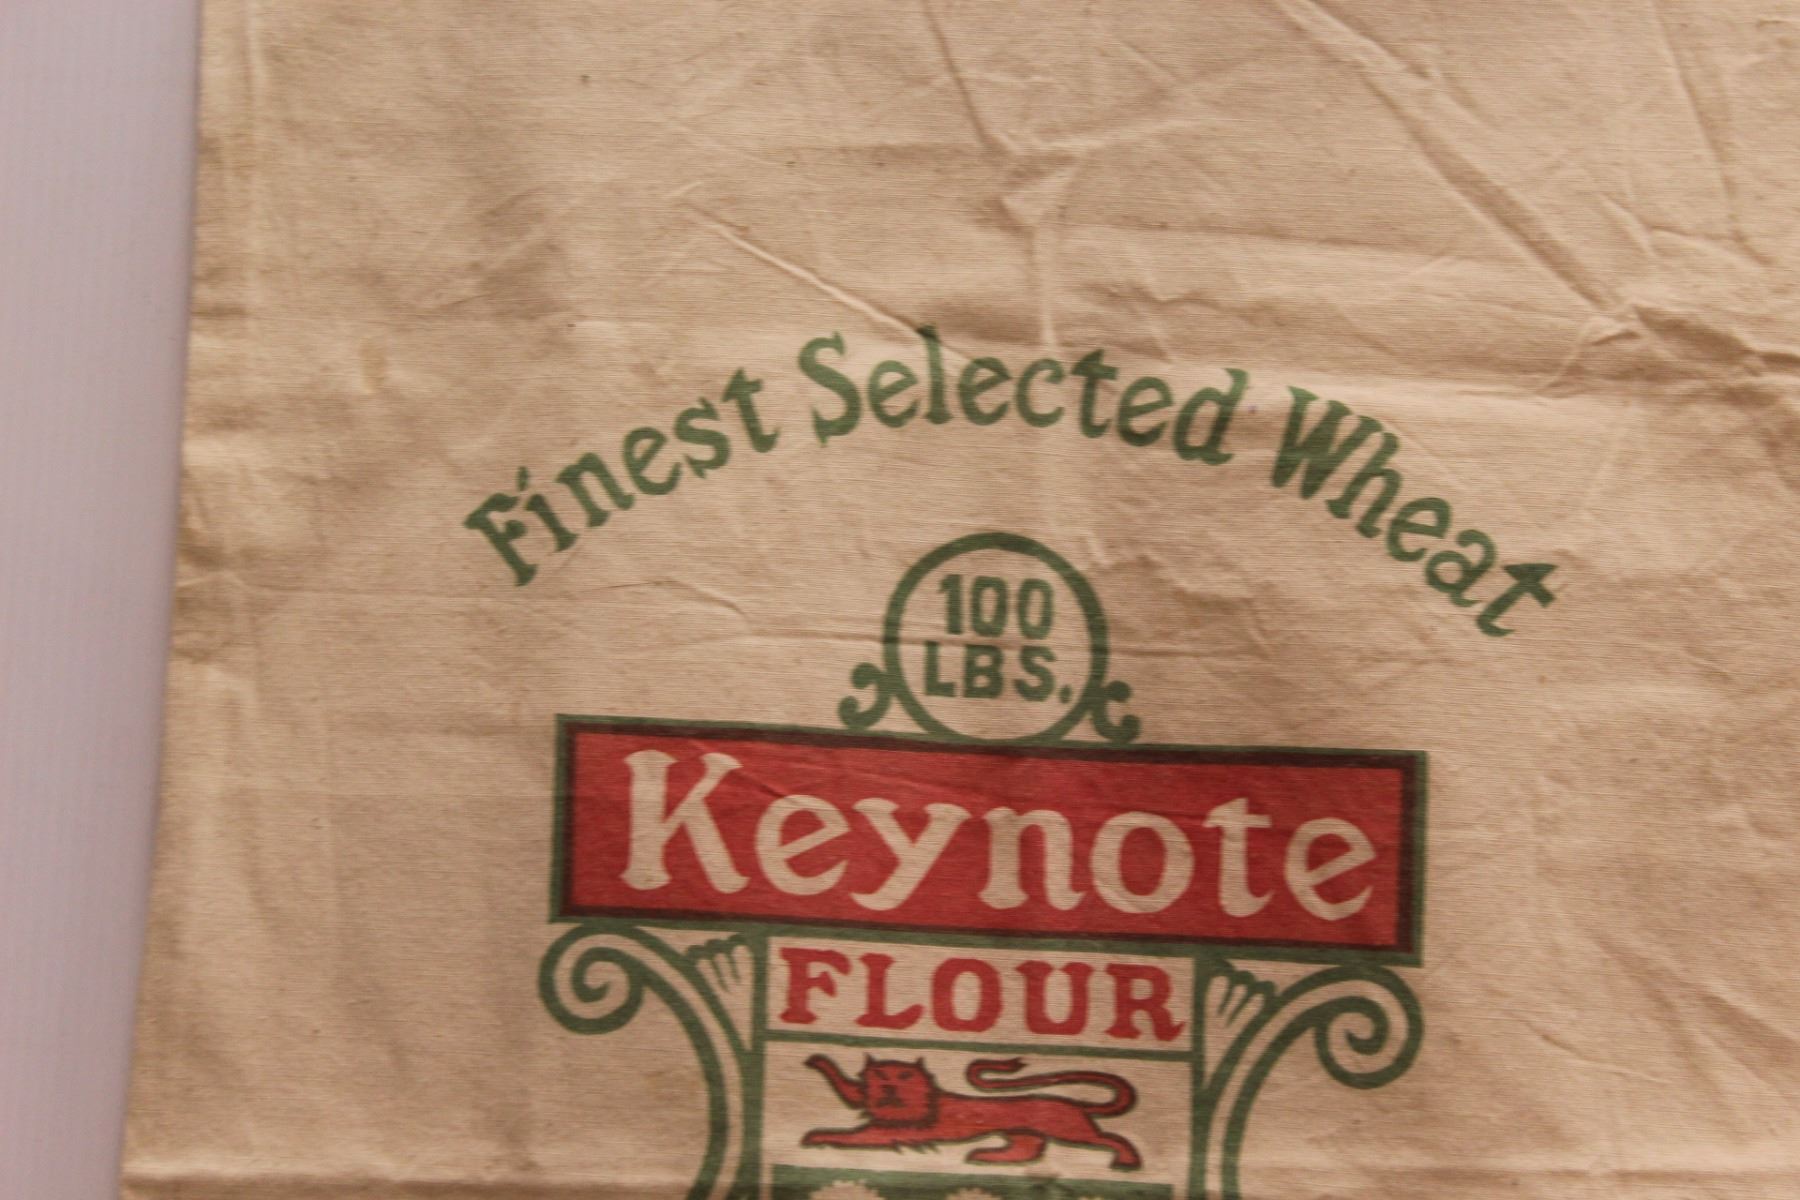 Finest Selected Wheat
100
LBS.
Keynote
FLOUR